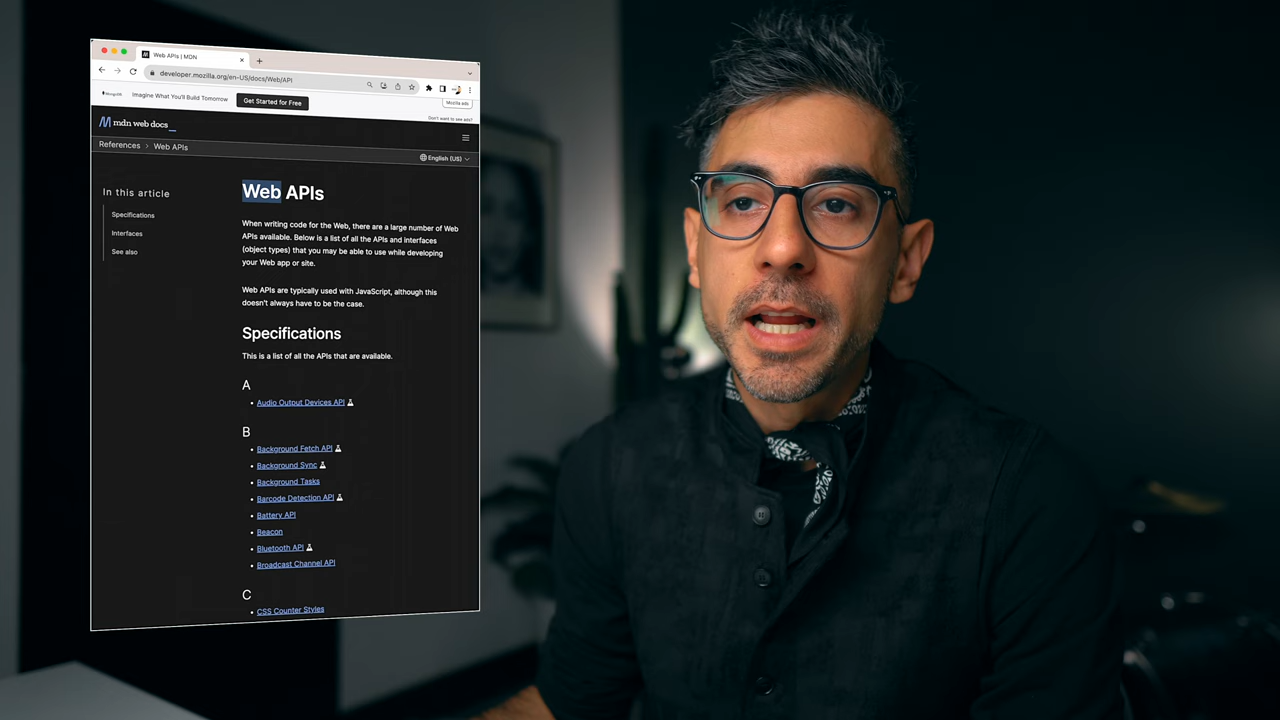 Web APIs | MDN
developer.mozilla.org/en-US/docs/Web/API
MongoDB
Imagine What You'll Build Tomorrow
Get Started for Free
Mozilla ads
Don't want to see ads?
mdn web docs_
References > Web APIs
English (US)
In this article
Specifications
Interfaces
See also
Web APIs
When writing code for the Web, there are a large number of Web
APIs available. Below is a list of all the APIs and interfaces
(object types) that you may be able to use while developing
your Web app or site.
Web APIs are typically used with JavaScript, although this
doesn't always have to be the case.
Specifications
This is a list of all the APIs that are available.
A
• Audio Output Devices API
B
• Background Fetch API
• Background Sync
• Background Tasks
• Barcode Detection API
• Battery API
• Beacon
• Bluetooth API
• Broadcast Channel API
C
• CSS Counter Styles